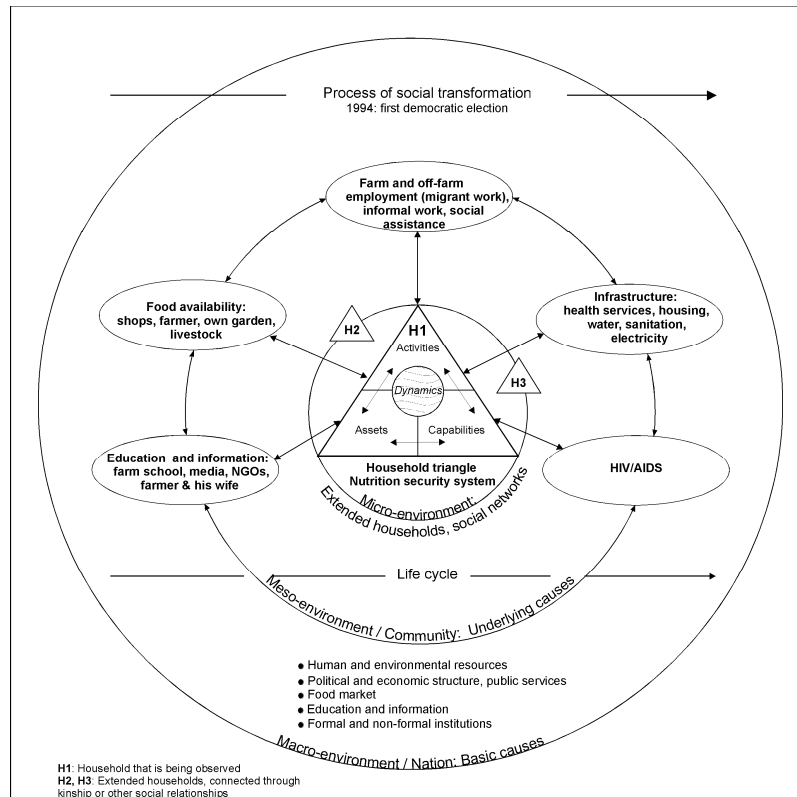 Process of social transformation
1994: first democratic election
Farm and off-farm
employment (migrant work),
informal work, social
assistance
Food availability:
shops, farmer, own garden,
livestock
Infrastructure:
health services, housing,
water, sanitation,
electricity
H2
H1
Activities
H3
Dynamics
Assets
Capabilities
Education and information:
farm school, media, NGOs,
farmer & his wife
HIV/AIDS
Household triangle
Nutrition security system
Micro-environment:
Extended households, social networks
Life cycle
Meso-environment / Community: Underlying causes
● Human and environmental resources
● Political and economic structure, public services
● Food market
● Education and information
● Formal and non-formal institutions
Macro-environment / Nation: Basic causes
H1: Household that is being observed
H2, H3: Extended households, connected through
kinship or other social relationships